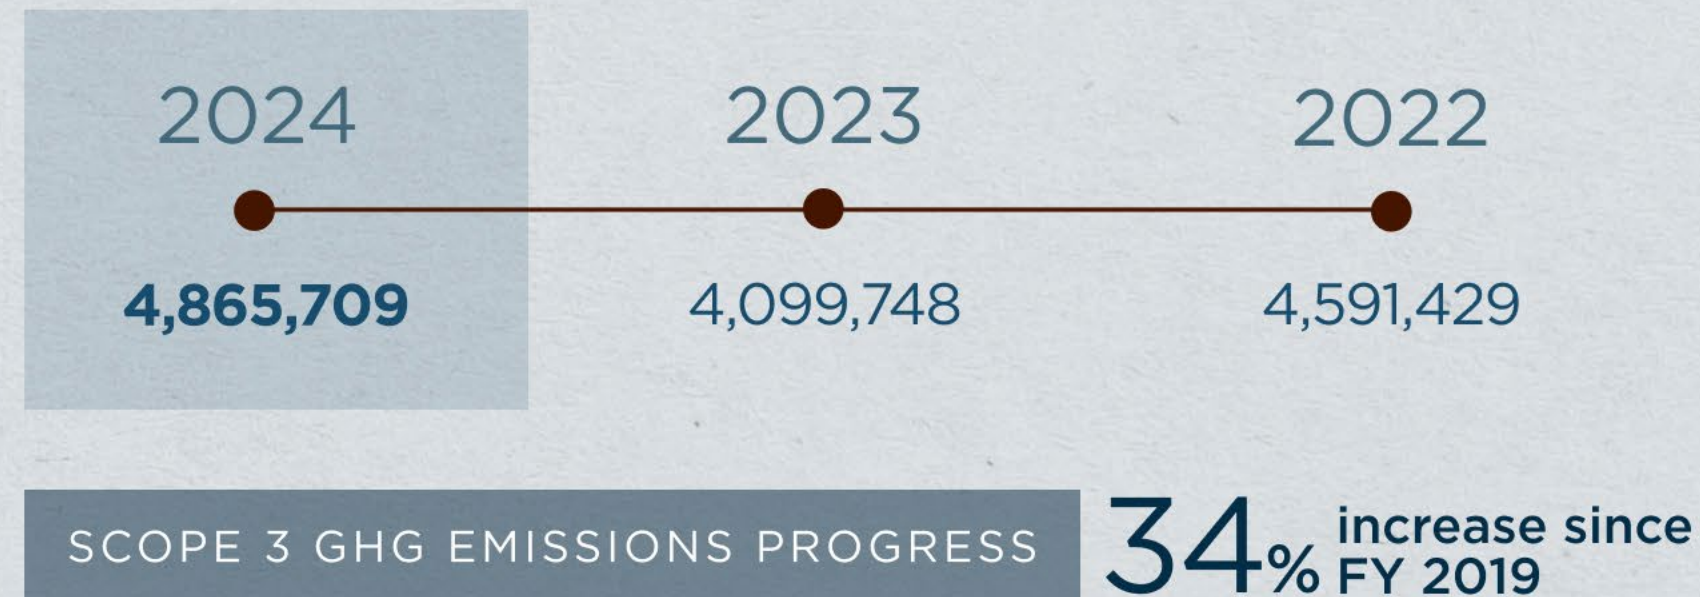 2024 2023 2022
4,865,709 4,099,748 4,591,429
SCOPE 3 GHG EMISSIONS PROGRESS
34% increase since
FY 2019